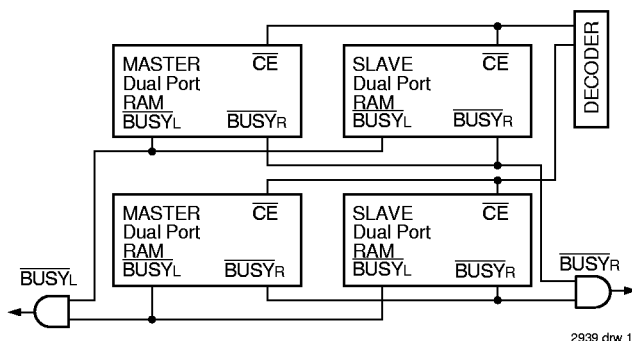 MASTER CE
Dual Port
RAM
BUSYL BUSYR
SLAVE CE
Dual Port
RAM
BUSYL BUSYR
DECODER
MASTER CE
Dual Port
RAM
BUSYL BUSYR
SLAVE CE
Dual Port
RAM
BUSYL BUSYR
BUSYL
BUSYR
2939 drw 1